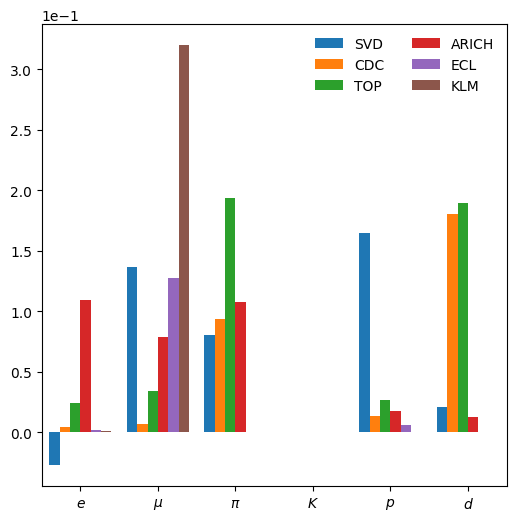 1e−1
SVD
CDC
TOP
ARICH
ECL
KLM
3.0
2.5
2.0
1.5
1.0
0.5
0.0
e μ π K p d